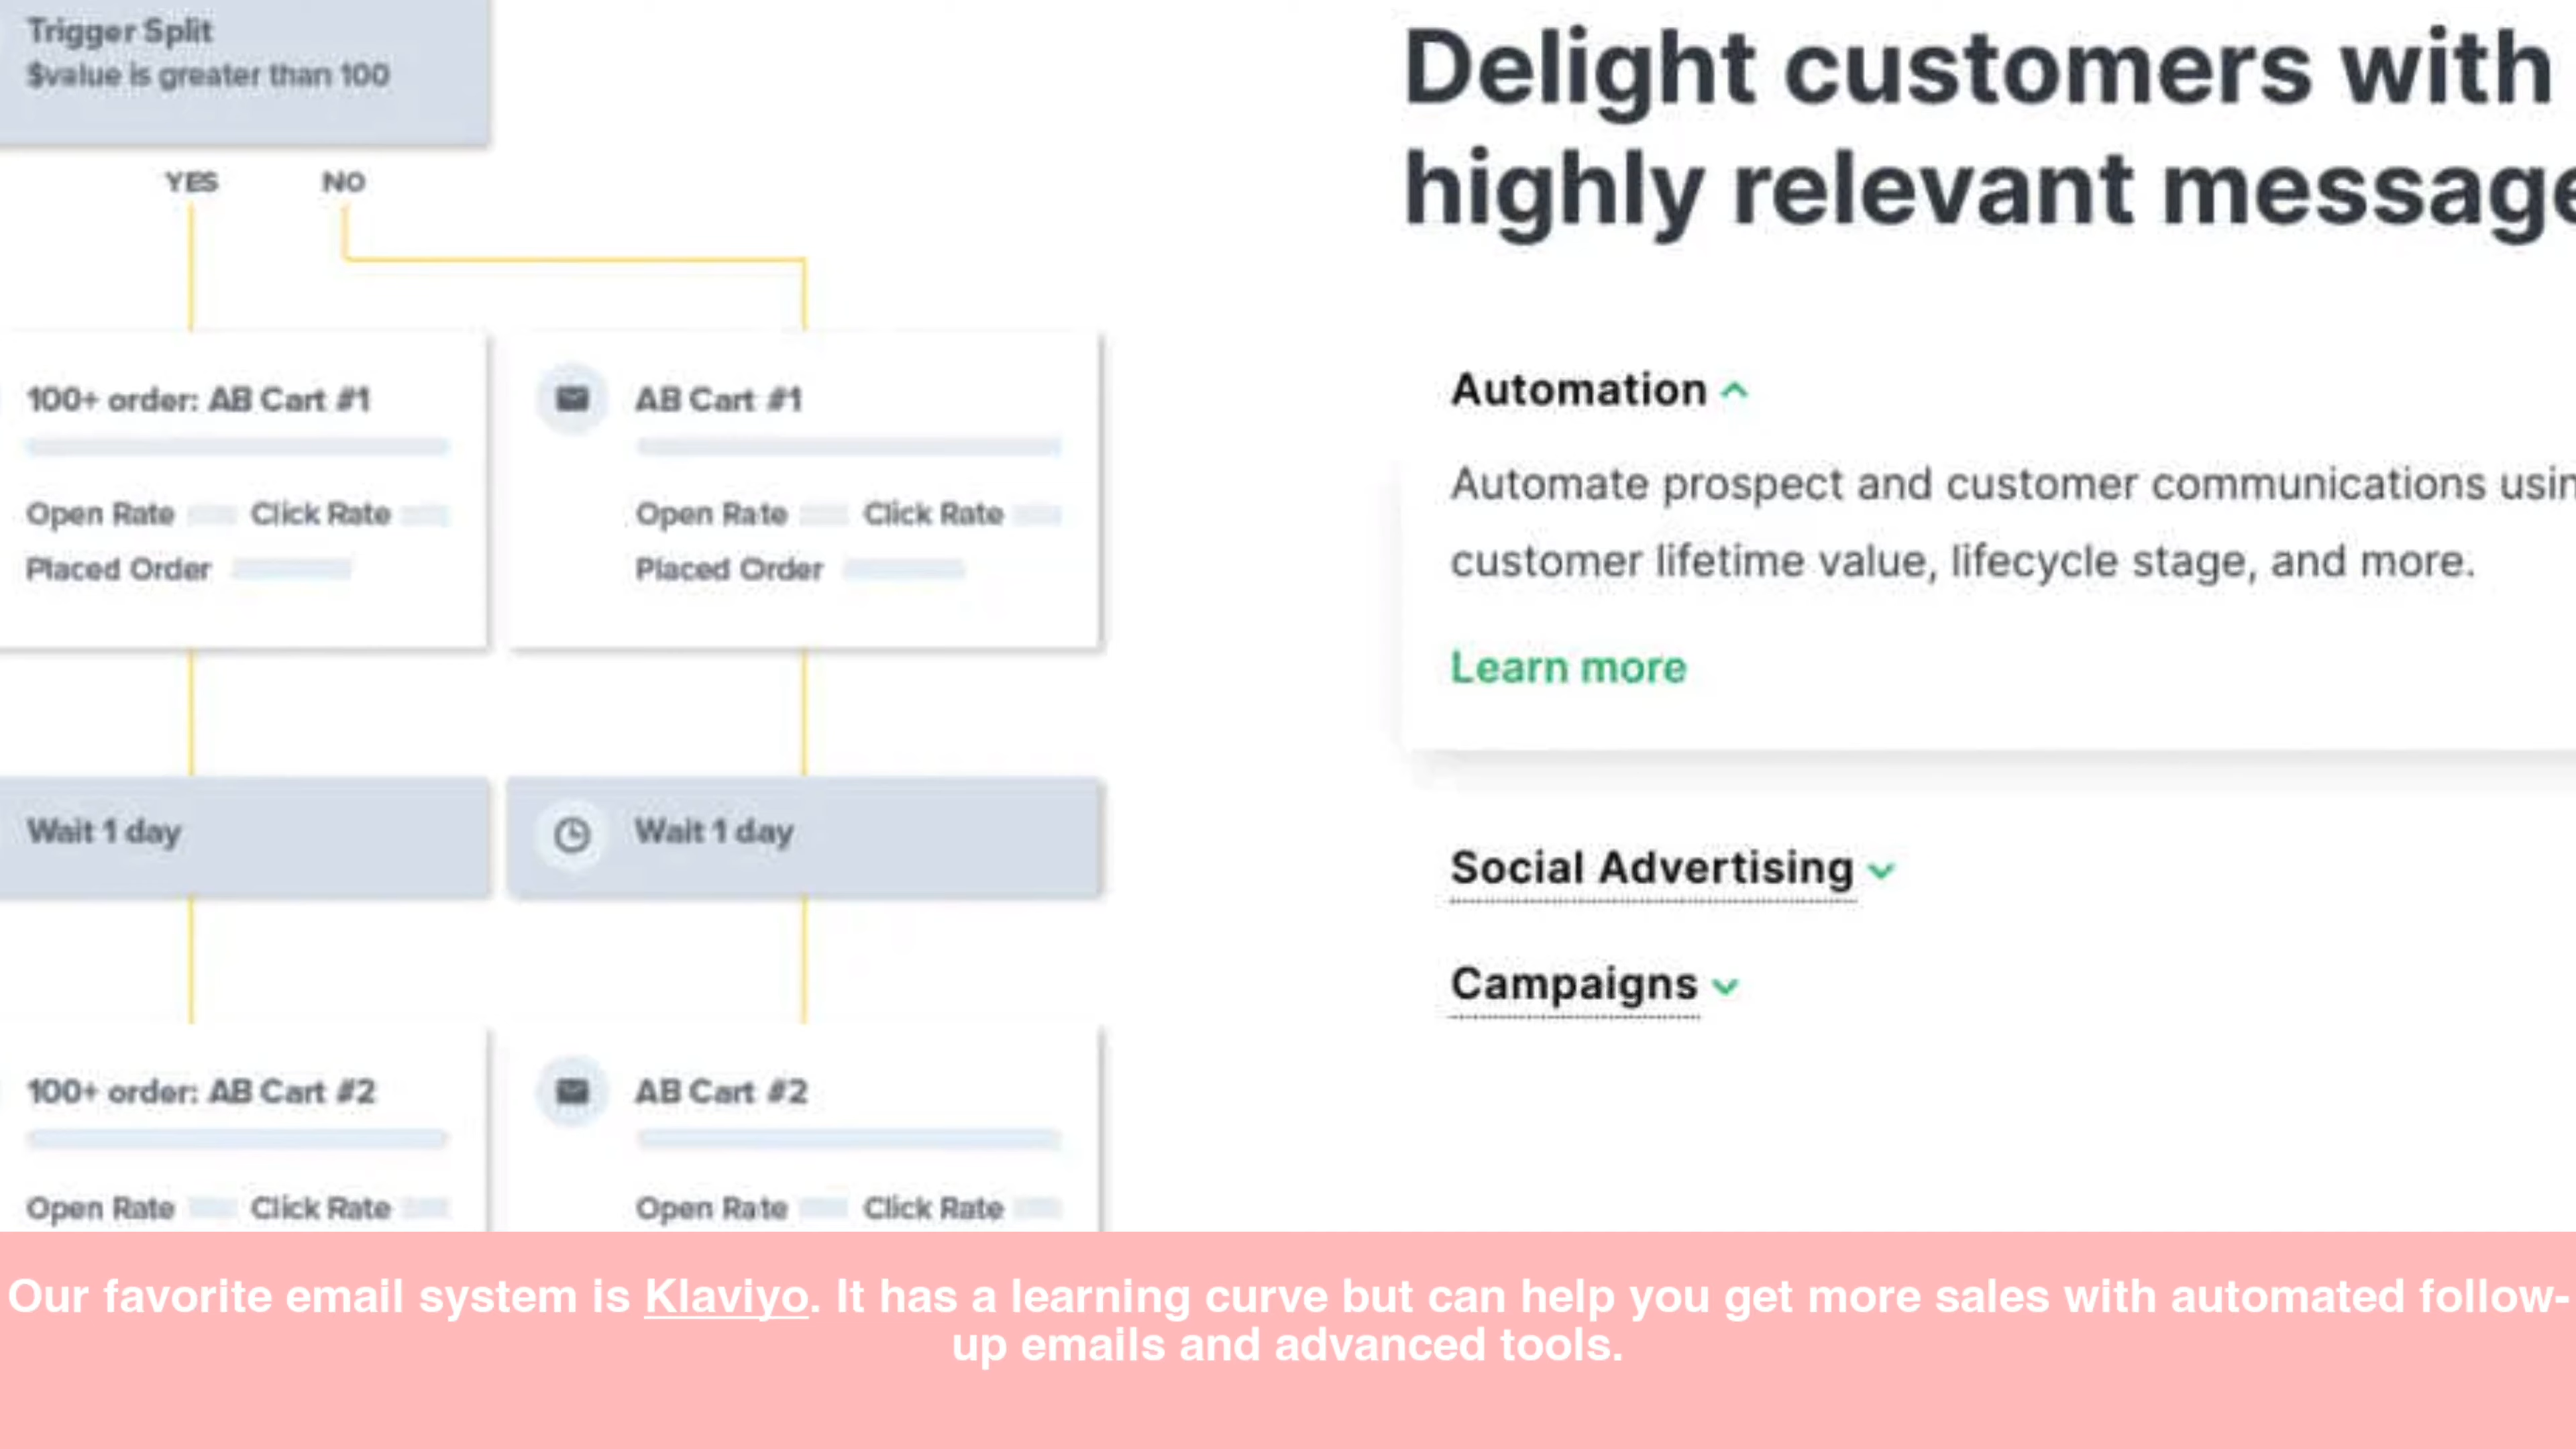 Trigger Split
$value is greater than 100
YES NO
100+ order: AB Cart #1
Open Rate Click Rate
Placed Order
AB Cart #1
Open Rate Click Rate
Placed Order
Wait 1 day
Wait 1 day
100+ order: AB Cart #2
Open Rate Click Rate
AB Cart #2
Open Rate Click Rate
Delight customers with
highly relevant message
Automation
Automate prospect and customer communications usin
customer lifetime value, lifecycle stage, and more.
Learn more
Social Advertising
Campaigns
Our favorite email system is Klaviyo. It has a learning curve but can help you get more sales with automated follow-
up emails and advanced tools.